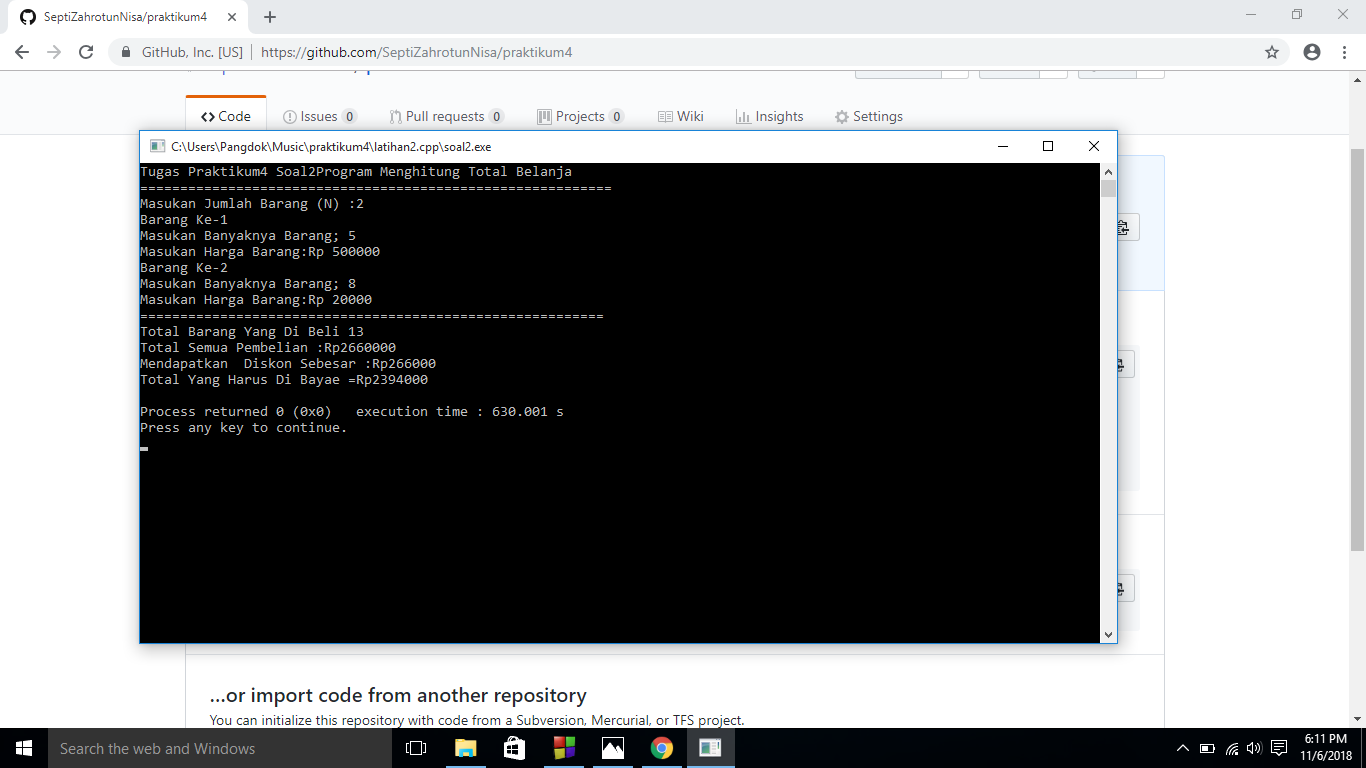 SeptiZahrotunNisa/praktikum4
GitHub, Inc. [US]
https://github.com/SeptiZahrotunNisa/praktikum4
Code
Issues 0
Pull requests 0
Projects 0
Wiki
Insights
Settings
C:\Users\Pangdok\Music\praktikum4\latihan2.cpp\soal2.exe
Tugas Praktikum4 Soal2Program Menghitung Total Belanja
===========================================================
Masukan Jumlah Barang (N) :2
Barang Ke-1
Masukan Banyaknya Barang; 5
Masukan Harga Barang:Rp 500000
Barang Ke-2
Masukan Banyaknya Barang; 8
Masukan Harga Barang:Rp 20000
==========================================================
Total Barang Yang Di Beli 13
Total Semua Pembelian :Rp2660000
Mendapatkan  Diskon Sebesar :Rp266000
Total Yang Harus Di Bayae =Rp2394000
Process returned 0 (0x0)   execution time : 630.001 s
Press any key to continue.
...or import code from another repository
You can initialize this repository with code from a Subversion, Mercurial, or TFS project.
Search the web and Windows
6:11 PM
11/6/2018